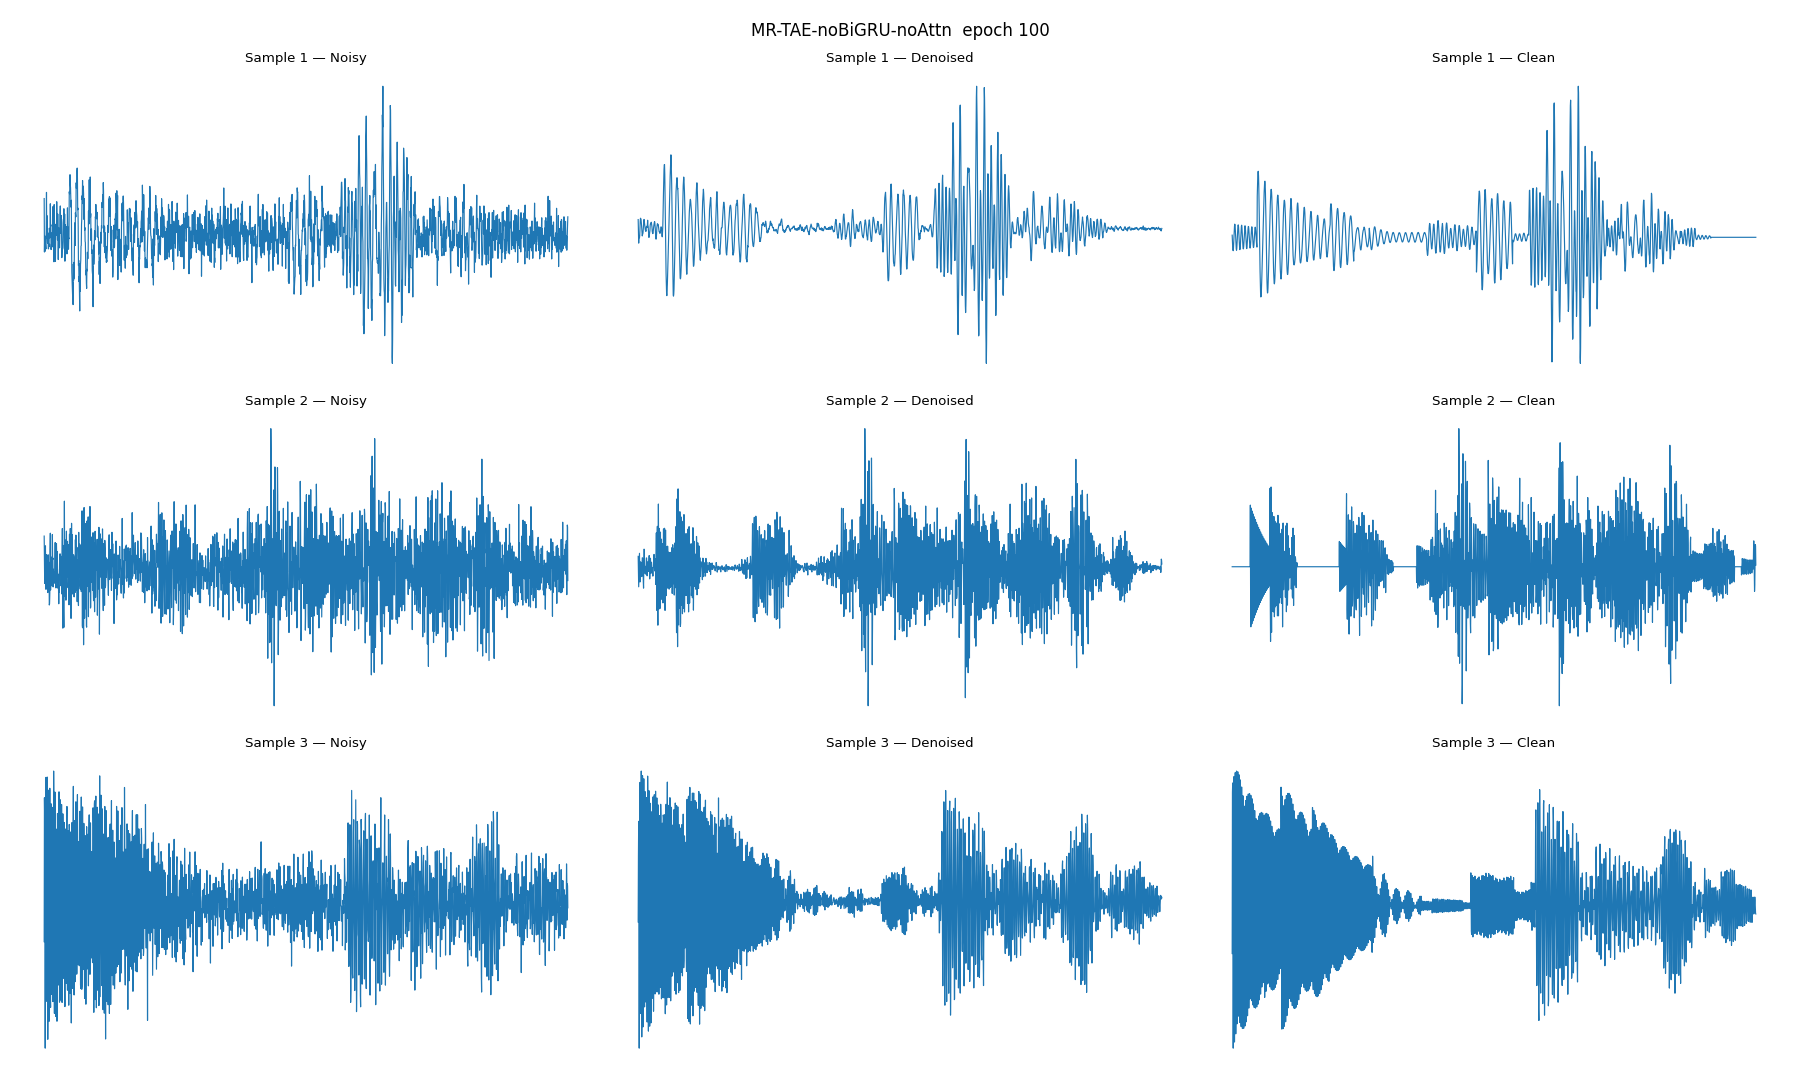 MR-TAE-noBiGRU-noAttn  epoch 100
Sample 1 — Noisy
Sample 1 — Denoised
Sample 1 — Clean
Sample 2 — Noisy
Sample 2 — Denoised
Sample 2 — Clean
Sample 3 — Noisy
Sample 3 — Denoised
Sample 3 — Clean